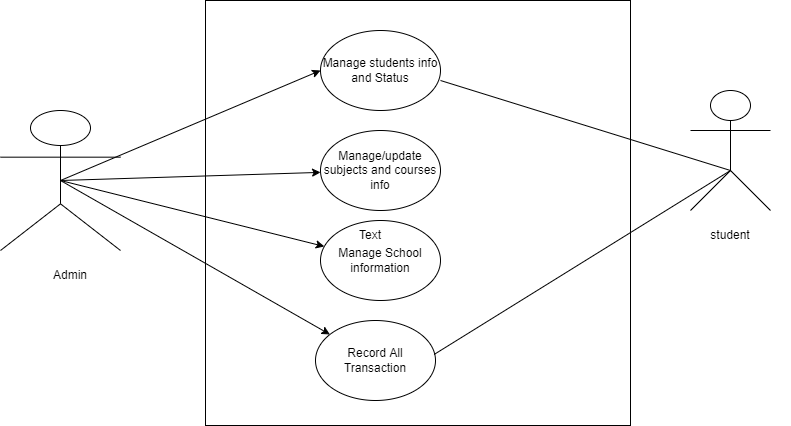 Manage students info
and Status
Manage/update
subjects and courses
info
Text
Manage School
information
Record All
Transaction
Admin
student